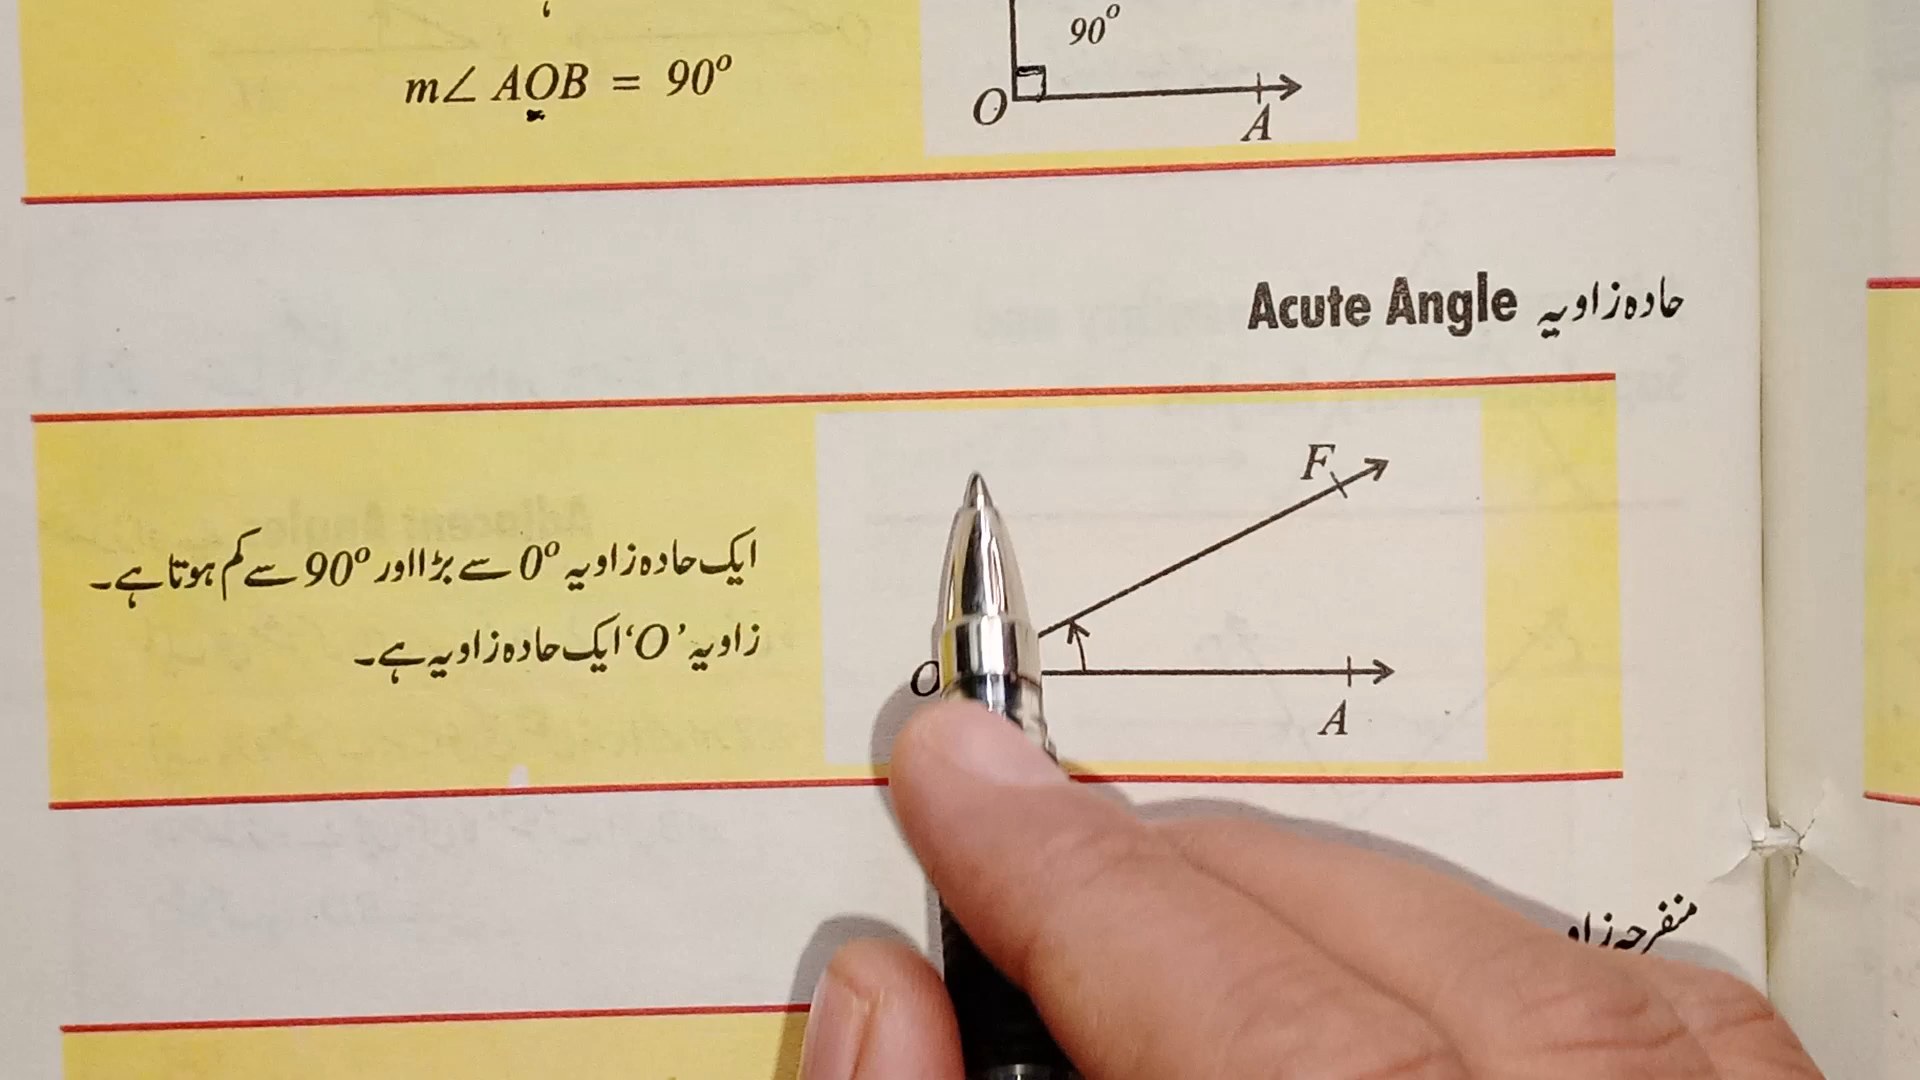 m∠ AOB = 90°
90°
O
A
حادہ زاویہ Acute Angle
F
ایک حادہ زاویہ 0° سے بڑا اور 90° سے کم ہوتا ہے۔
زاویہ ’O‘ ایک حادہ زاویہ ہے۔
O
A
منفرجہ